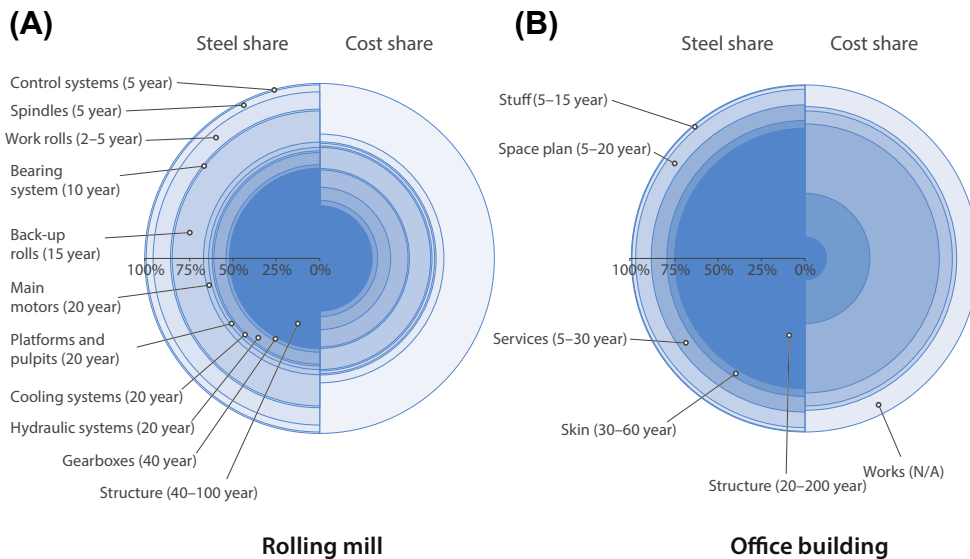 (A)
Steel share
Cost share
Control systems (5 year)
Spindles (5 year)
Work rolls (2–5 year)
Bearing
system (10 year)
Back-up
rolls (15 year)
100% 75% 50% 25% 0%
Main
motors (20 year)
Platforms and
pulpits (20 year)
Cooling systems (20 year)
Hydraulic systems (20 year)
Gearboxes (40 year)
Structure (40–100 year)
Rolling mill
(B)
Steel share
Cost share
Stuff (5–15 year)
Space plan (5–20 year)
100% 75% 50% 25% 0%
Services (5–30 year)
Skin (30–60 year)
Works (N/A)
Structure (20–200 year)
Office building